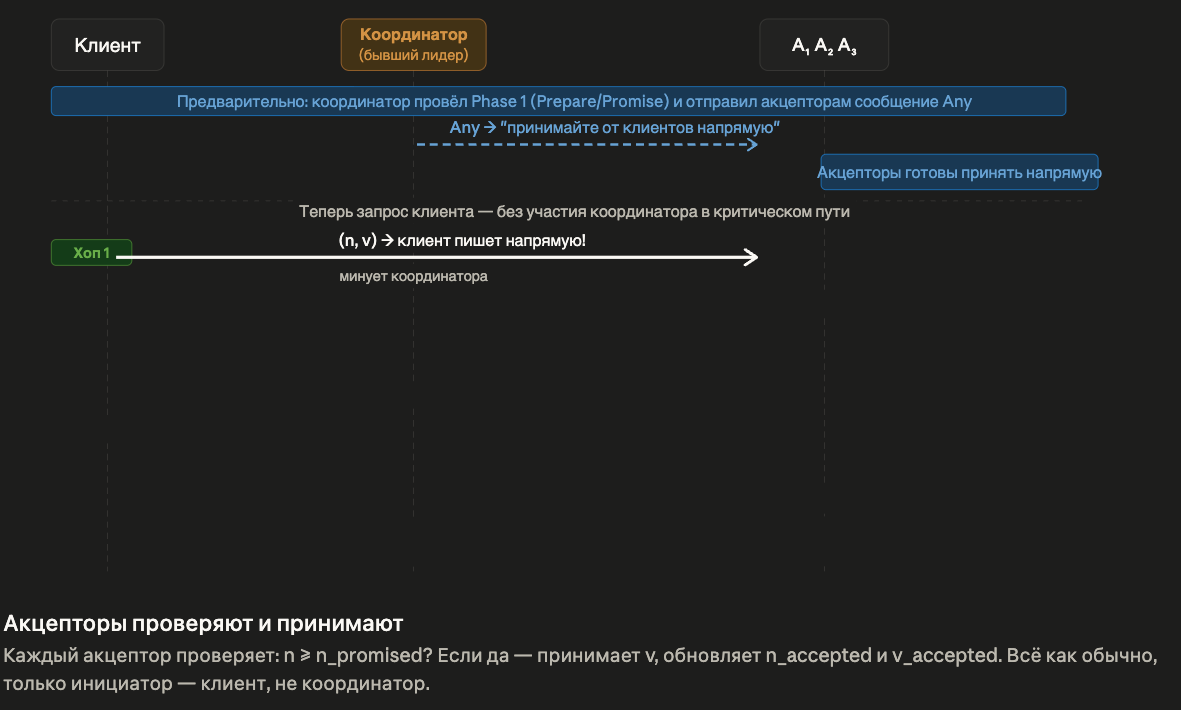 Клиент
Координатор
(бывший лидер)
A₁ A₂ A₃
Предварительно: координатор провёл Phase 1 (Prepare/Promise) и отправил акцепторам сообщение Any
Any → "принимайте от клиентов напрямую"
Акцепторы готовы принять напрямую
Теперь запрос клиента — без участия координатора в критическом пути
(n, v) → клиент пишет напрямую!
Хоп 1
минует координатора
Акцепторы проверяют и принимают
Каждый акцептор проверяет: n ≥ n_promised? Если да — принимает v, обновляет n_accepted и v_accepted. Всё как обычно,
только инициатор — клиент, не координатор.